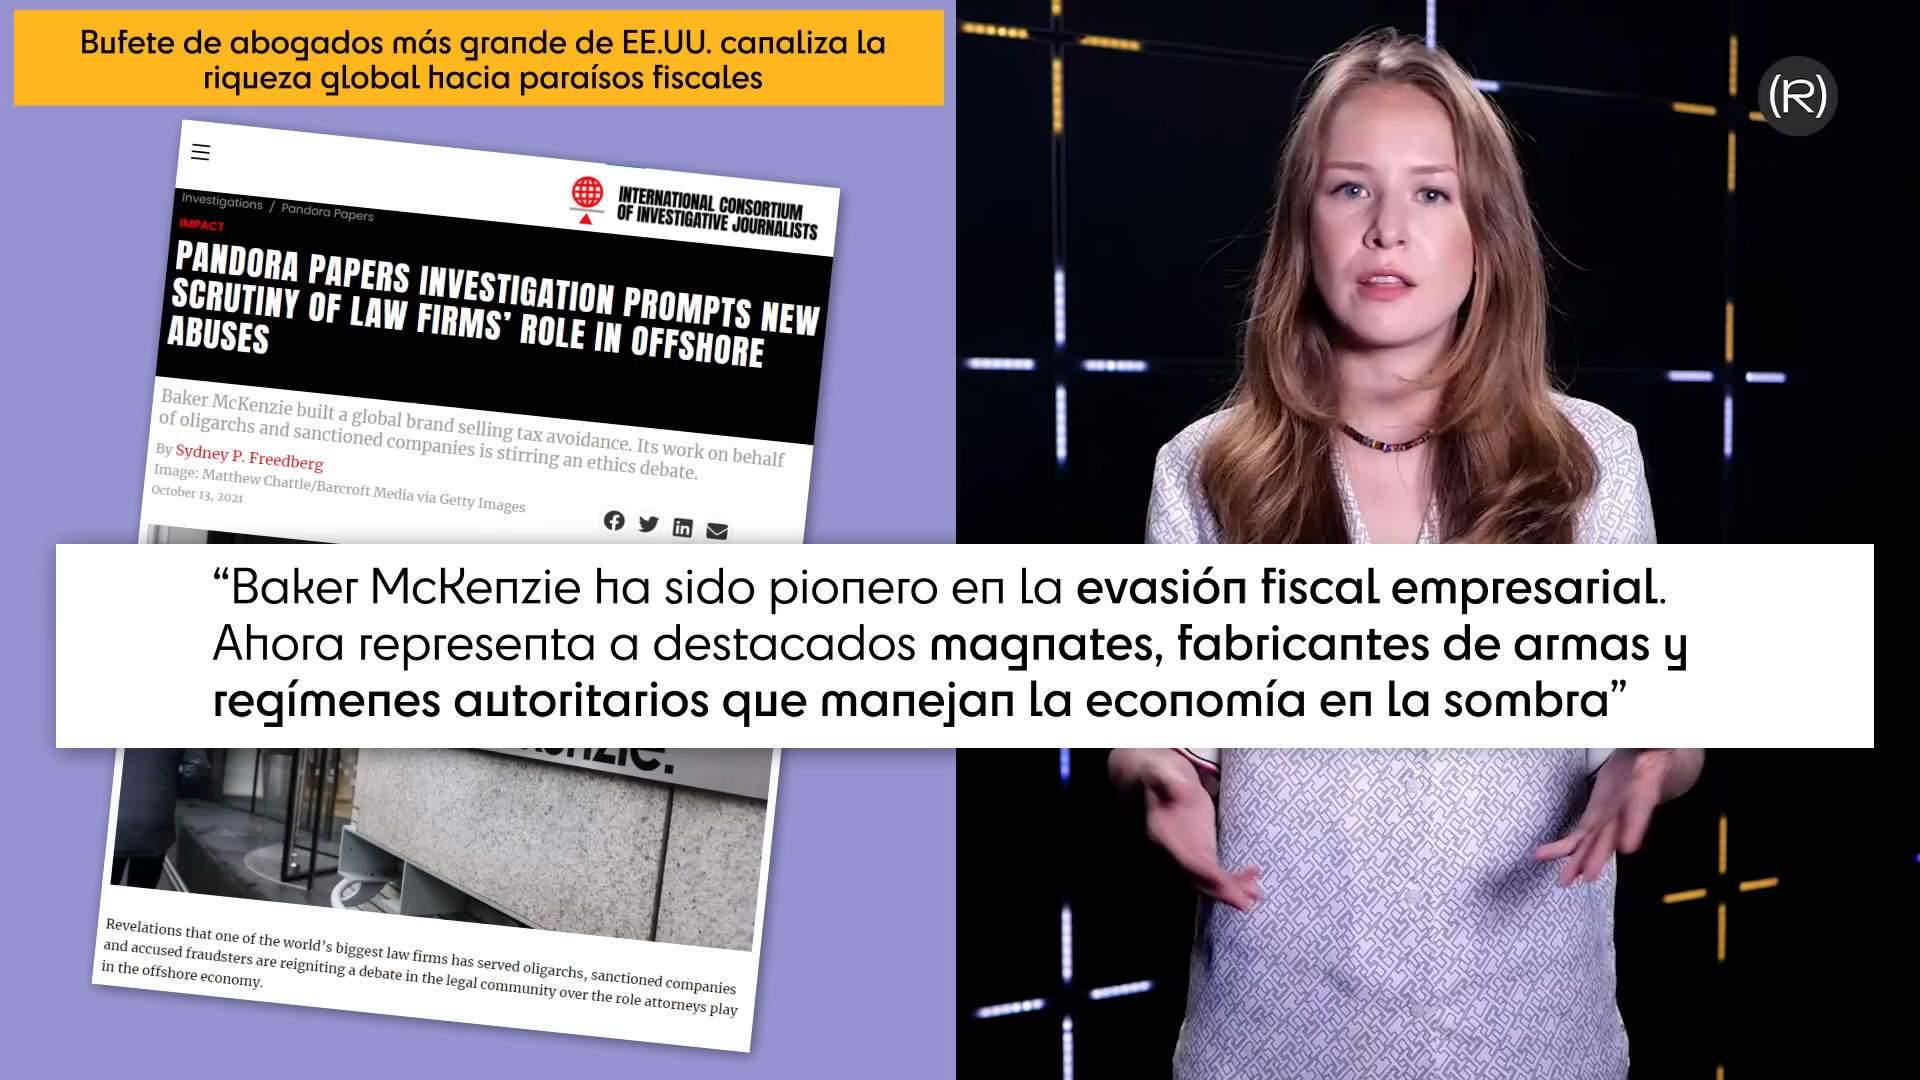 Bufete de abogados más grande de EE.UU. canaliza la
riqueza global hacia paraísos fiscales
(R)
INTERNATIONAL CONSORTIUM
OF INVESTIGATIVE JOURNALISTS
Investigations / Pandora Papers
IMPACT
PANDORA PAPERS INVESTIGATION PROMPTS NEW
SCRUTINY OF LAW FIRMS’ ROLE IN OFFSHORE
ABUSES
Baker McKenzie built a global brand selling tax avoidance. Its work on behalf
of oligarchs and sanctioned companies is stirring an ethics debate.
By Sydney P. Freedberg
Image: Matthew Chattle/Barcroft Media via Getty Images
October 13, 2021
“Baker McKenzie ha sido pionero en la evasión fiscal empresarial.
Ahora representa a destacados magnates, fabricantes de armas y
regímenes autoritarios que manejan la economía en la sombra”
Revelations that one of the world’s biggest law firms has served oligarchs, sanctioned companies
and accused fraudsters are reigniting a debate in the legal community over the role attorneys play
in the offshore economy.